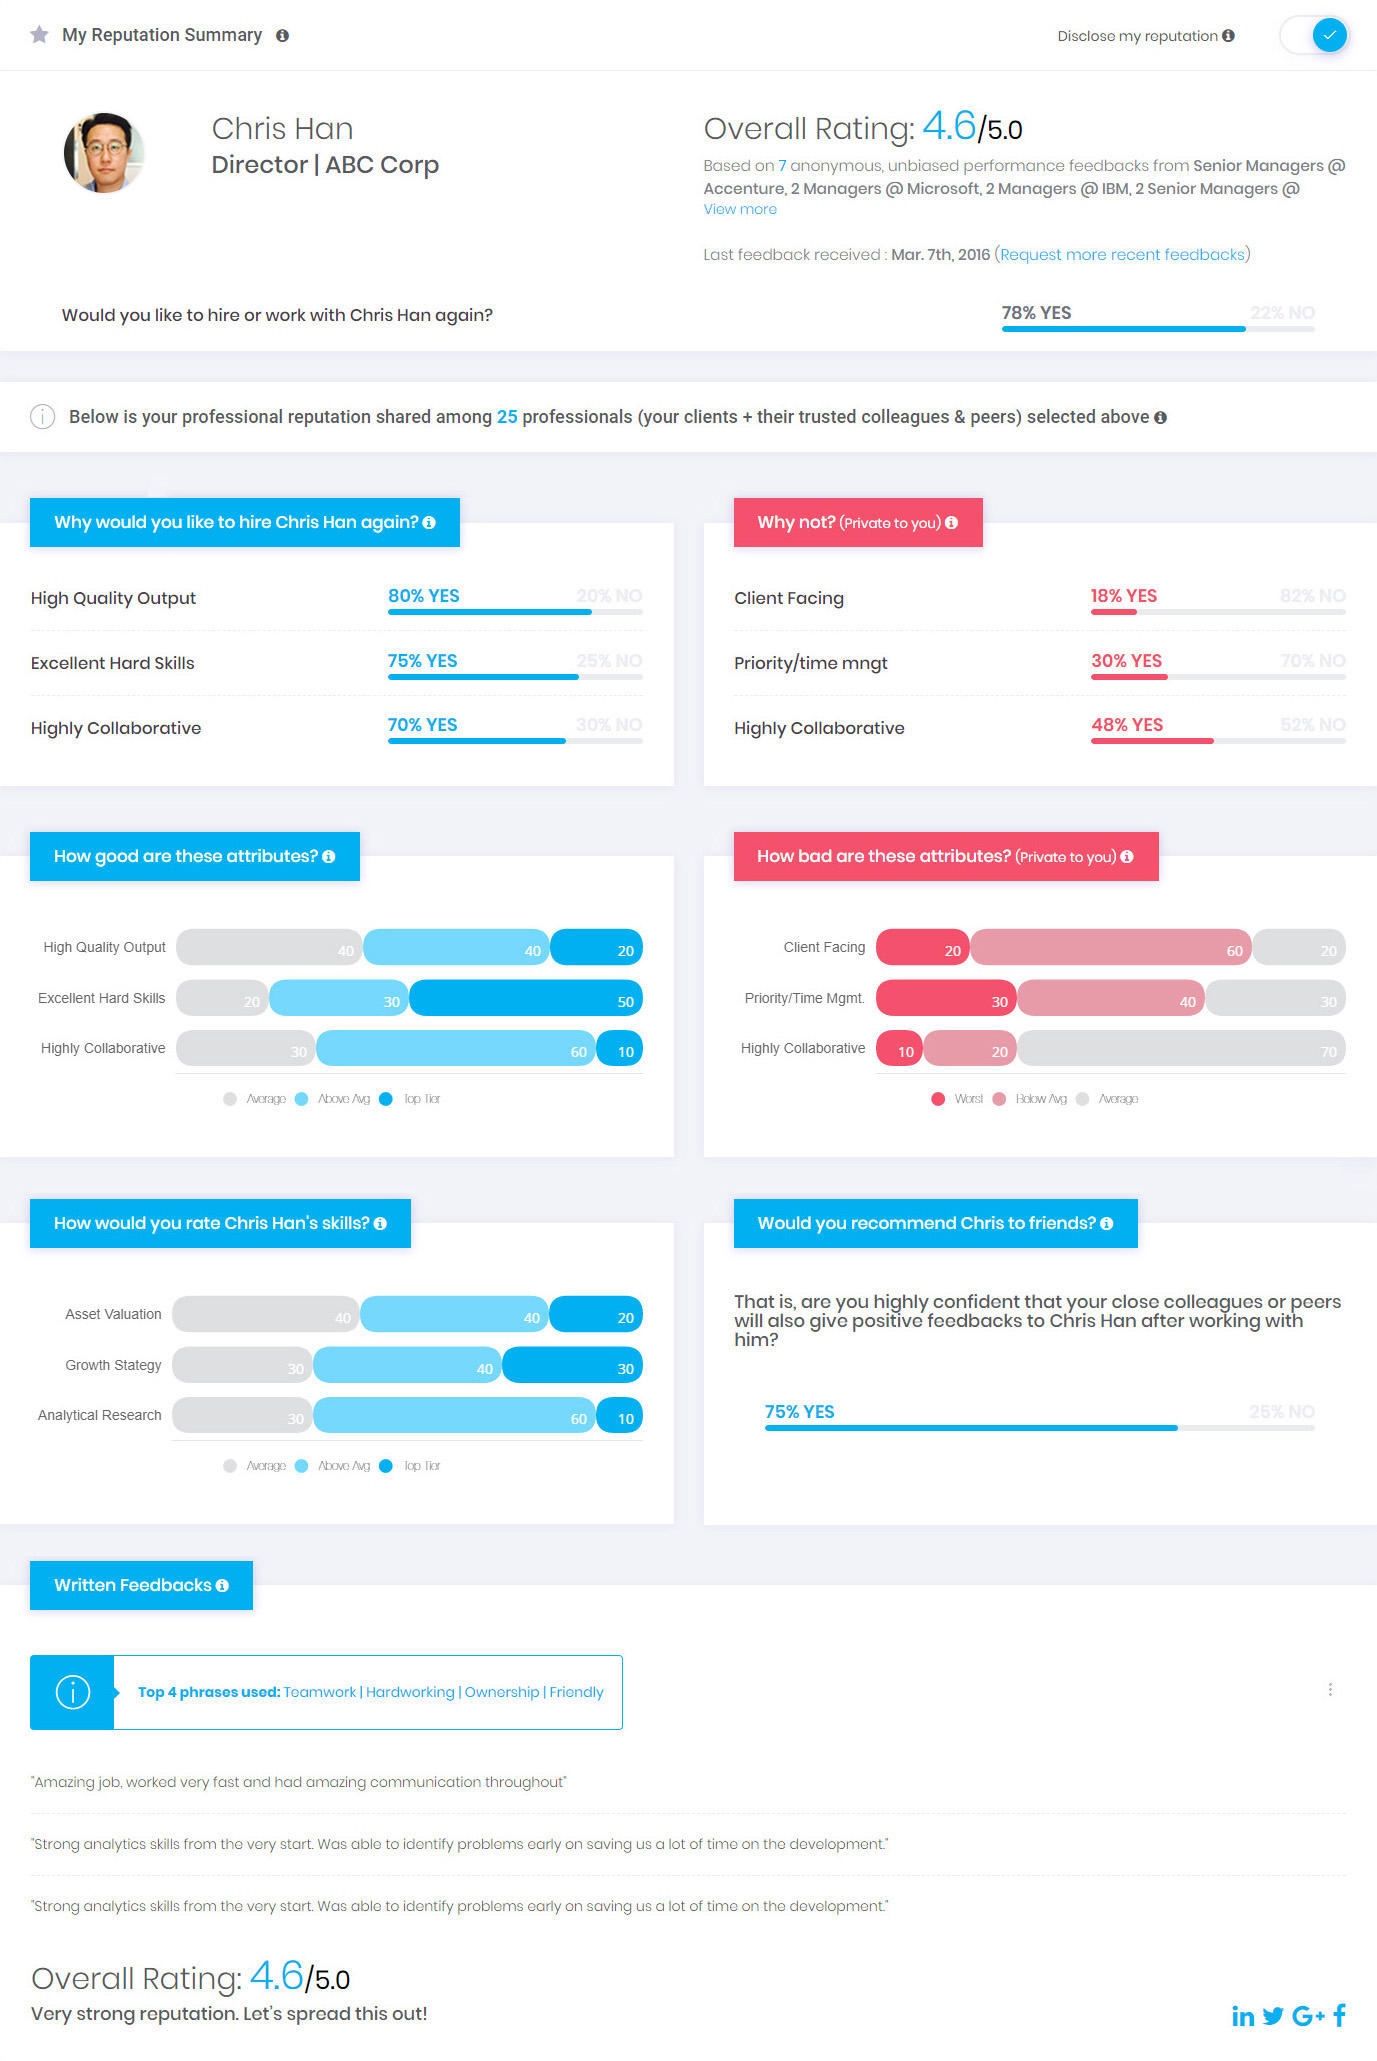 My Reputation Summary
Disclose my reputation
Chris Han
Director | ABC Corp
Overall Rating: 4.6/5.0
Based on 7 anonymous, unbiased performance feedbacks from Senior Managers @
Accenture, 2 Managers @ Microsoft, 2 Managers @ IBM, 2 Senior Managers @
View more
Last feedback received : Mar. 7th, 2016 (Request more recent feedbacks)
Would you like to hire or work with Chris Han again?
78% YES 22% NO
Below is your professional reputation shared among 25 professionals (your clients + their trusted colleagues & peers) selected above
Why would you like to hire Chris Han again?
High Quality Output 80% YES 20% NO
Excellent Hard Skills 75% YES 25% NO
Highly Collaborative 70% YES 30% NO
Why not? (Private to you)
Client Facing 18% YES 82% NO
Priority/time mngt 30% YES 70% NO
Highly Collaborative 48% YES 52% NO
How good are these attributes?
High Quality Output 40 40 20
Excellent Hard Skills 20 30 50
Highly Collaborative 30 60 10
Average Above Avg Top Tier
How bad are these attributes? (Private to you)
Client Facing 20 60 20
Priority/Time Mgmt. 30 40 30
Highly Collaborative 10 20 70
Worst Below Avg Average
How would you rate Chris Han's skills?
Asset Valuation 40 40 20
Growth Stategy 30 40 30
Analytical Research 30 60 10
Average Above Avg Top Tier
Would you recommend Chris to friends?
That is, are you highly confident that your close colleagues or peers
will also give positive feedbacks to Chris Han after working with
him?
75% YES 25% NO
Written Feedbacks
Top 4 phrases used: Teamwork | Hardworking | Ownership | Friendly
"Amazing job, worked very fast and had amazing communication throughout"
"Strong analytics skills from the very start. Was able to identify problems early on saving us a lot of time on the development."
"Strong analytics skills from the very start. Was able to identify problems early on saving us a lot of time on the development."
Overall Rating: 4.6/5.0
Very strong reputation. Let's spread this out!
in G+ f